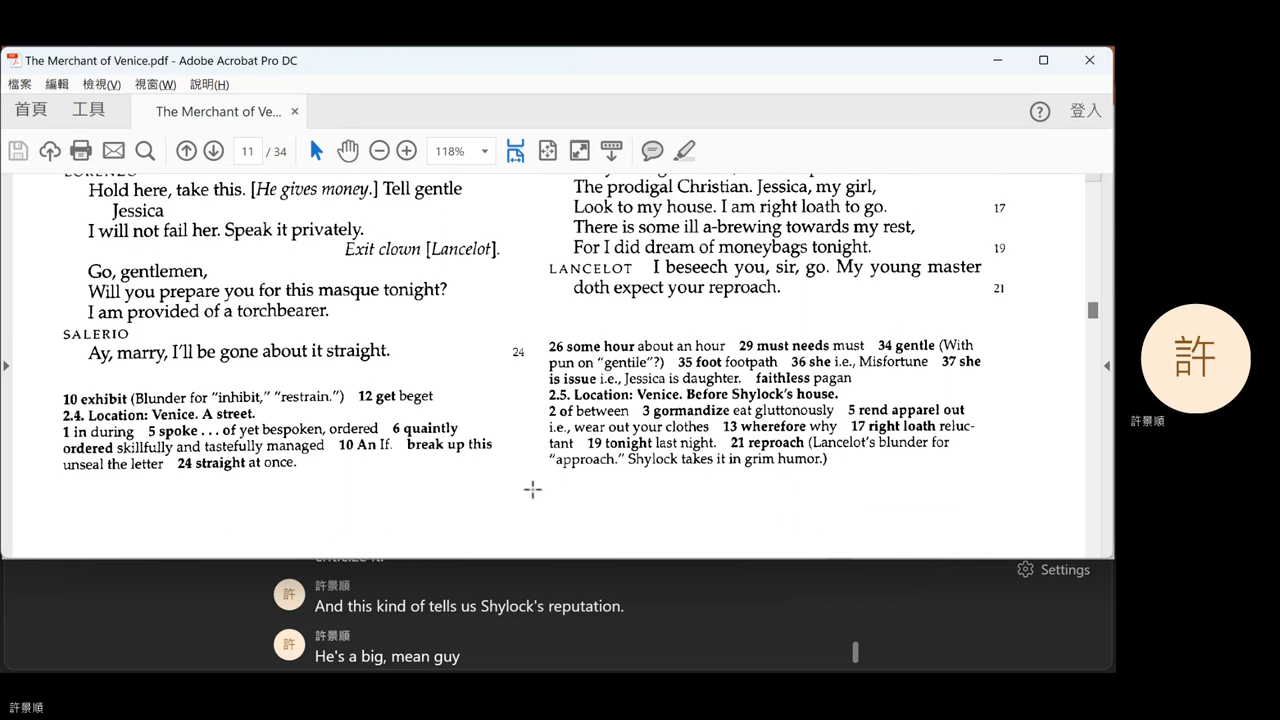 The Merchant of Venice.pdf - Adobe Acrobat Pro DC
檔案 編輯 檢視(V) 視窗(W) 說明(H)
首頁 工具 The Merchant of Ve... × ? 登入
11 / 34 118%
Hold here, take this. [He gives money.] Tell gentle
Jessica
I will not fail her. Speak it privately.
Exit clown [Lancelot].
Go, gentlemen,
Will you prepare you for this masque tonight?
I am provided of a torchbearer.
SALERIO
Ay, marry, I'll be gone about it straight. 24
10 exhibit (Blunder for "inhibit," "restrain.") 12 get beget
2.4. Location: Venice. A street.
1 in during 5 spoke . . . of yet bespoken, ordered 6 quaintly
ordered skillfully and tastefully managed 10 An If. break up this
unseal the letter 24 straight at once.
The prodigal Christian. Jessica, my girl,
Look to my house. I am right loath to go. 17
There is some ill a-brewing towards my rest,
For I did dream of moneybags tonight. 19
LANCELOT I beseech you, sir, go. My young master
doth expect your reproach. 21
26 some hour about an hour 29 must needs must 34 gentle (With
pun on "gentile"?) 35 foot footpath 36 she i.e., Misfortune 37 she
is issue i.e., Jessica is daughter. faithless pagan
2.5. Location: Venice. Before Shylock's house.
2 of between 3 gormandize eat gluttonously 5 rend apparel out
i.e., wear out your clothes 13 wherefore why 17 right loath reluc-
tant 19 tonight last night. 21 reproach (Lancelot's blunder for
"approach." Shylock takes it in grim humor.)
許
許景順
Settings
許 許景順
And this kind of tells us Shylock's reputation.
許 許景順
He's a big, mean guy
許景順